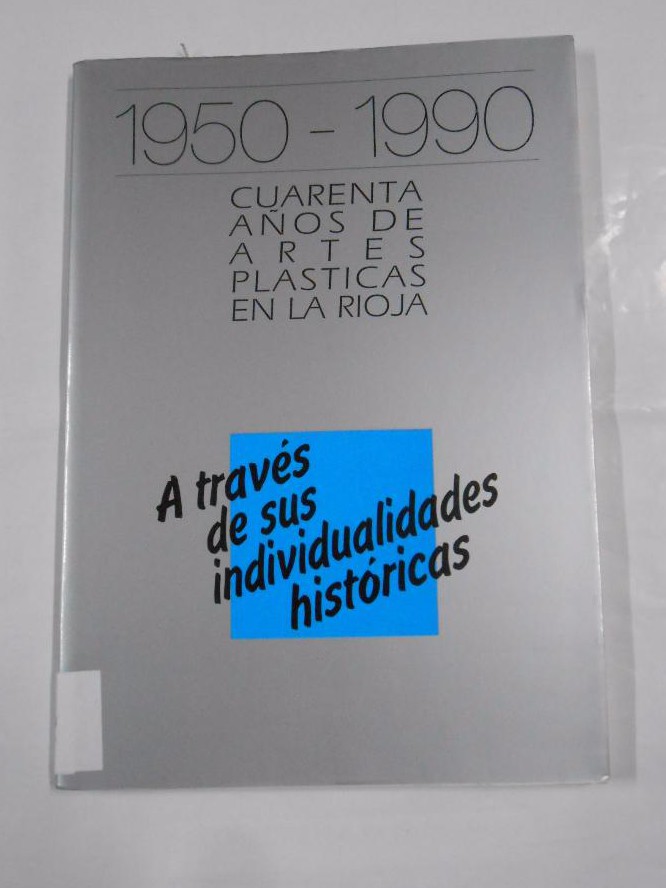 1950 - 1990
CUARENTA
AÑOS DE
ARTES
PLASTICAS
EN LA RIOJA
A través
de sus
individualidades
históricas